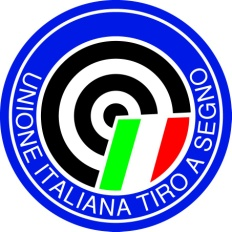 UNIONE ITALIANA TIRO A SEGNO